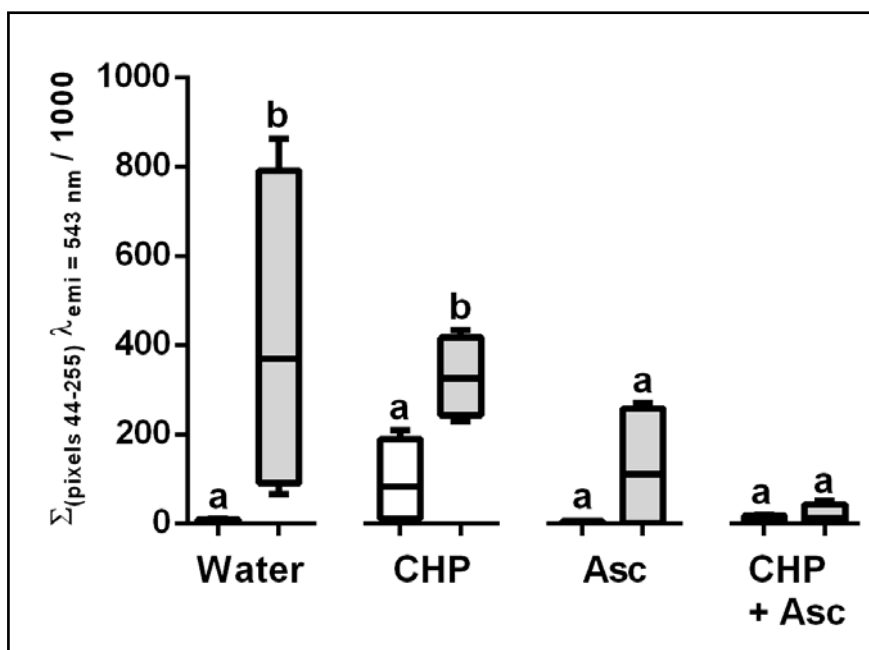 Σ(pixels 44-255) λemi = 543 nm / 1000
1000
800
600
400
200
0
a
b
a
b
a
a
a
a
Water
CHP
Asc
CHP
+ Asc